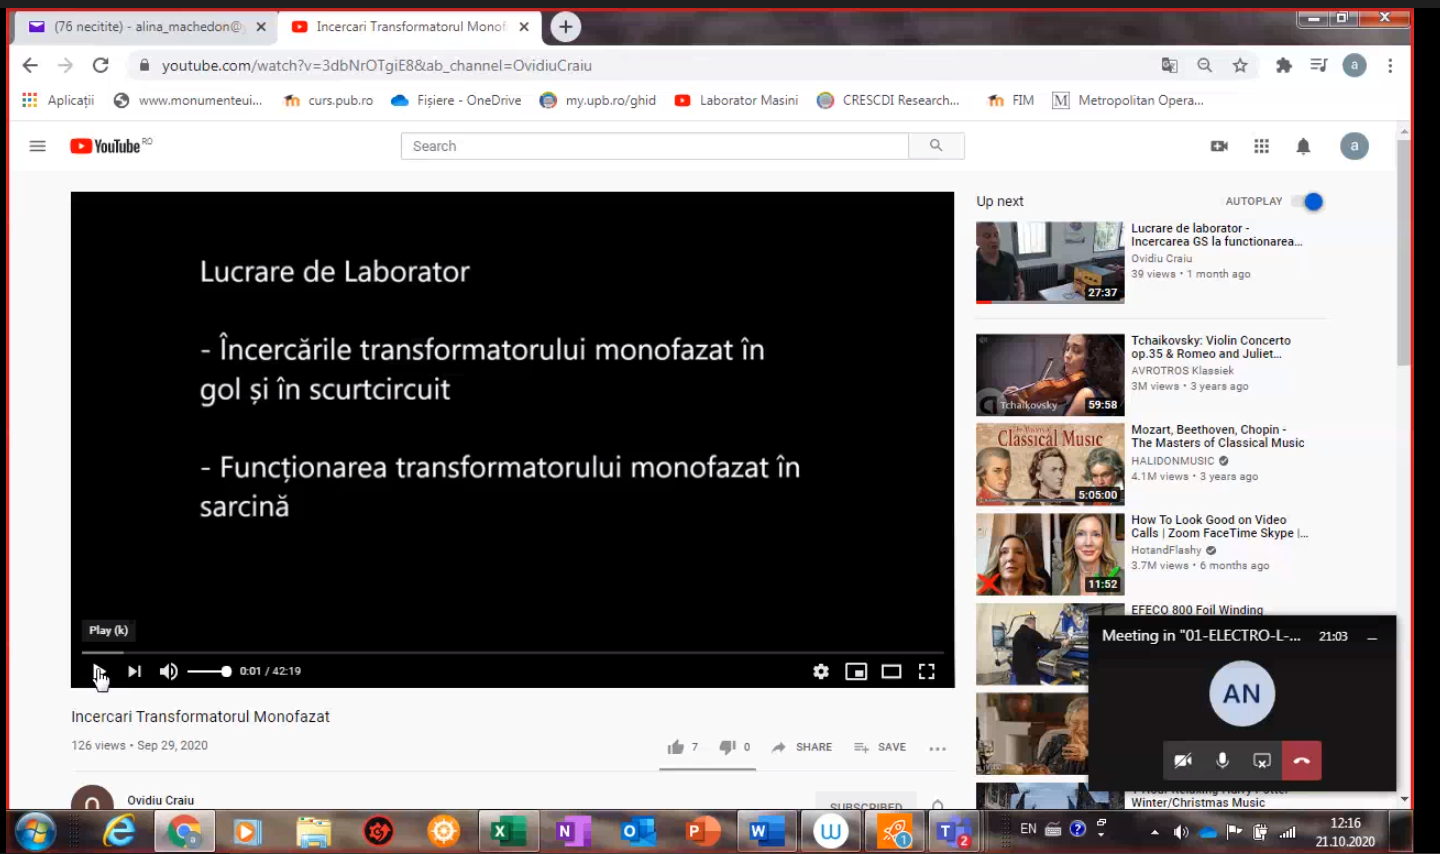 (76 necitite) - alina_machedon@
Incercari Transformatorul Monof
youtube.com/watch?v=3dbNrOTgiE8&ab_channel=OvidiuCraiu
a
Aplicații
www.monumenteui...
curs.pub.ro
Fișiere - OneDrive
my.upb.ro/ghid
Laborator Masini
CRESCDI Research...
FIM
M
Metropolitan Opera...
YouTube RO
Search
a
Lucrare de Laborator
- Încercările transformatorului monofazat în
gol și în scurtcircuit
- Funcționarea transformatorului monofazat în
sarcină
Play (k)
0:01 / 42:19
Incercari Transformatorul Monofazat
126 views • Sep 29, 2020
7
0
SHARE
SAVE
Ovidiu Craiu
SUBSCRIBED
Up next
AUTOPLAY
27:37
Lucrare de laborator -
Incercarea GS la functionarea...
Ovidiu Craiu
39 views • 1 month ago
Tchaikovsky
59:58
Tchaikovsky: Violin Concerto
op.35 & Romeo and Juliet...
AVROTROS Klassiek
3M views • 3 years ago
Classical Music
5:05:00
Mozart, Beethoven, Chopin -
The Masters of Classical Music
HALIDONMUSIC
4.1M views • 3 years ago
11:52
How To Look Good on Video
Calls | Zoom FaceTime Skype |...
HotandFlashy
3.7M views • 6 months ago
EFECO 800 Foil Winding
Meeting in "01-ELECTRO-L-...
21:03
AN
Winter/Christmas Music
EN
12:16
21.10.2020